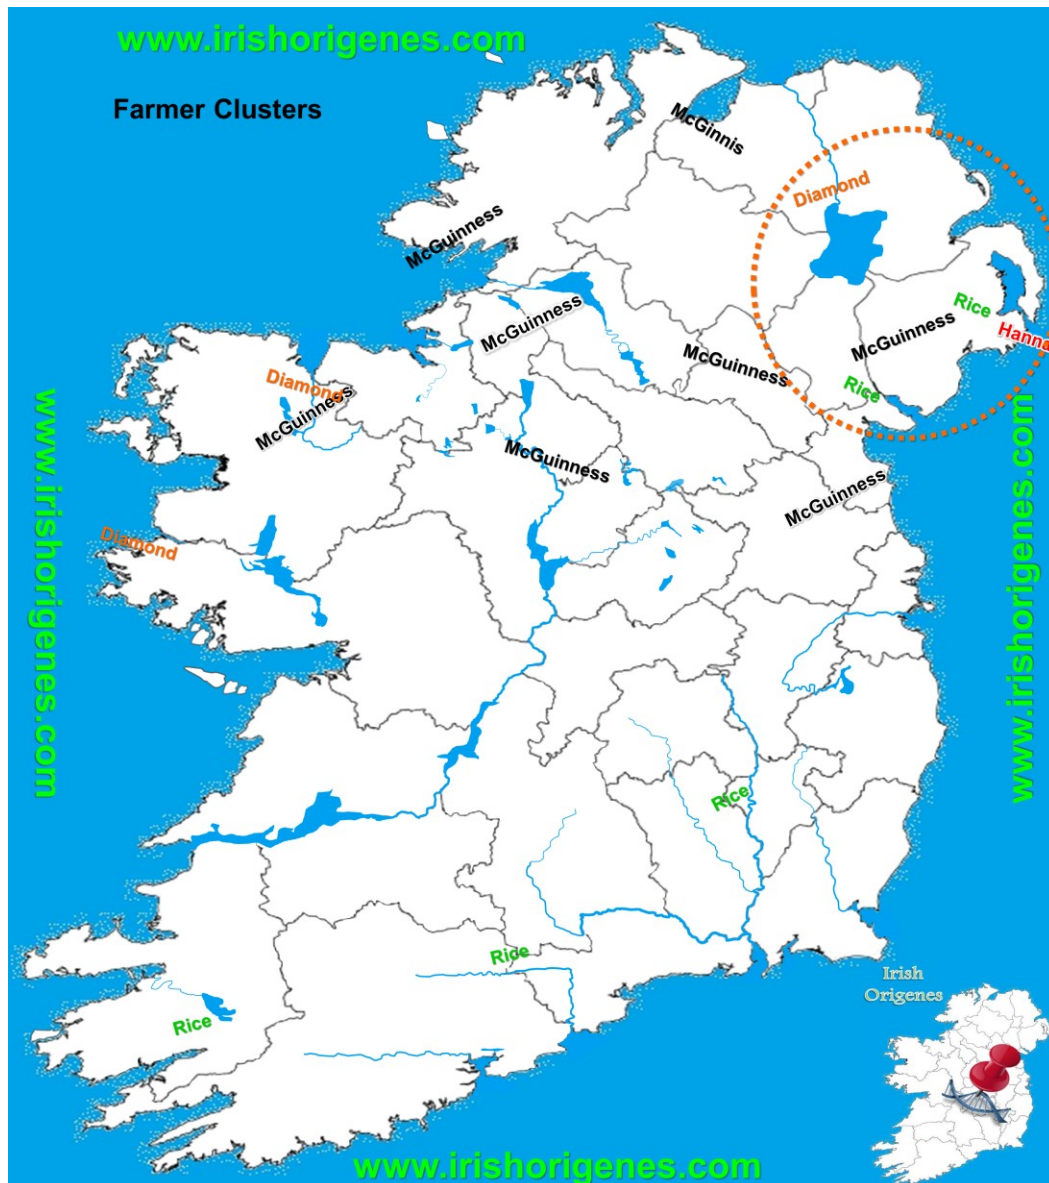 www.irishorigenes.com
Farmer Clusters
McGinnis
Diamond
McGuinness
Rice
McGuinness
McGuinness
Hanna
McGuinness
Diamond
McGuinness
Rice
McGuinness
McGuinness
Diamond
www.irishorigenes.com
www.irishorigenes.com
Rice
Rice
Rice
Irish
Origenes
www.irishorigenes.com